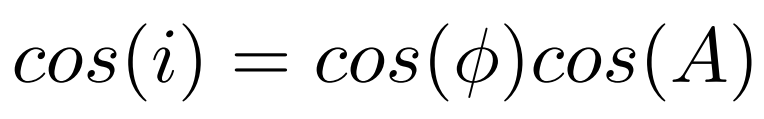 cos(i) = cos(ϕ)cos(A)